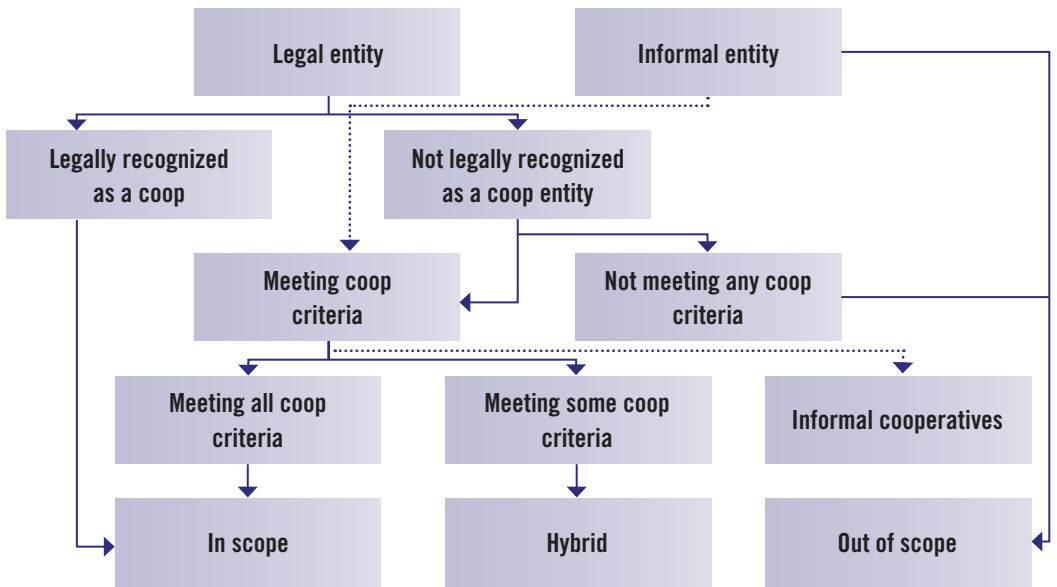 Legal entity
Informal entity
Legally recognized
as a coop
Not legally recognized
as a coop entity
Meeting coop
criteria
Not meeting any coop
criteria
Meeting all coop
criteria
Meeting some coop
criteria
Informal cooperatives
In scope
Hybrid
Out of scope